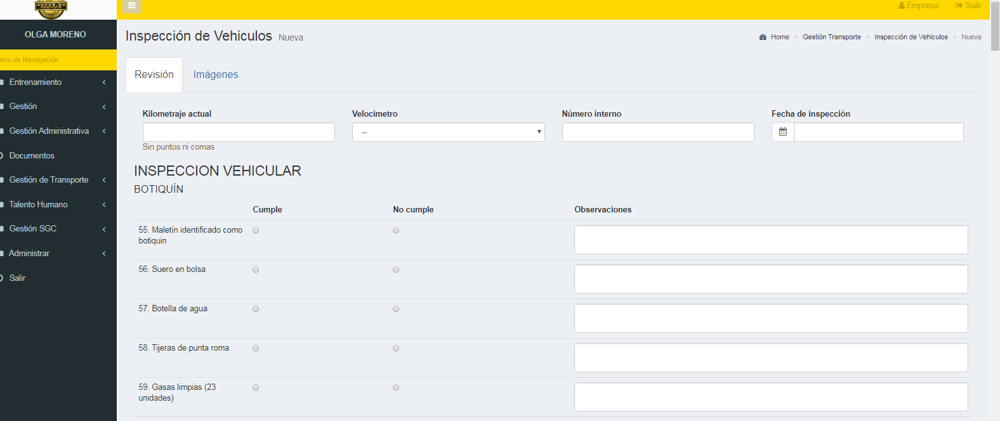 GOLD
SERVICE
Empresa
Salir
OLGA MORENO
enu de Navegación
Entrenamiento
Gestión
Gestión Administrativa
Documentos
Gestión de Transporte
Talento Humano
Gestión SGC
Administrar
Salir
Inspección de Vehiculos Nueva
Home > Gestión Transporte > Inspección de Vehiculos > Nueva
Revisión Imágenes
Kilometraje actual Velocimetro Número interno Fecha de inspección
--
Sin puntos ni comas
INSPECCION VEHICULAR
BOTIQUÍN
Cumple No cumple Observaciones
55. Maletín identificado como
botiquin
56. Suero en bolsa
57. Botella de agua
58. Tijeras de punta roma
59. Gasas limpias (23
unidades)